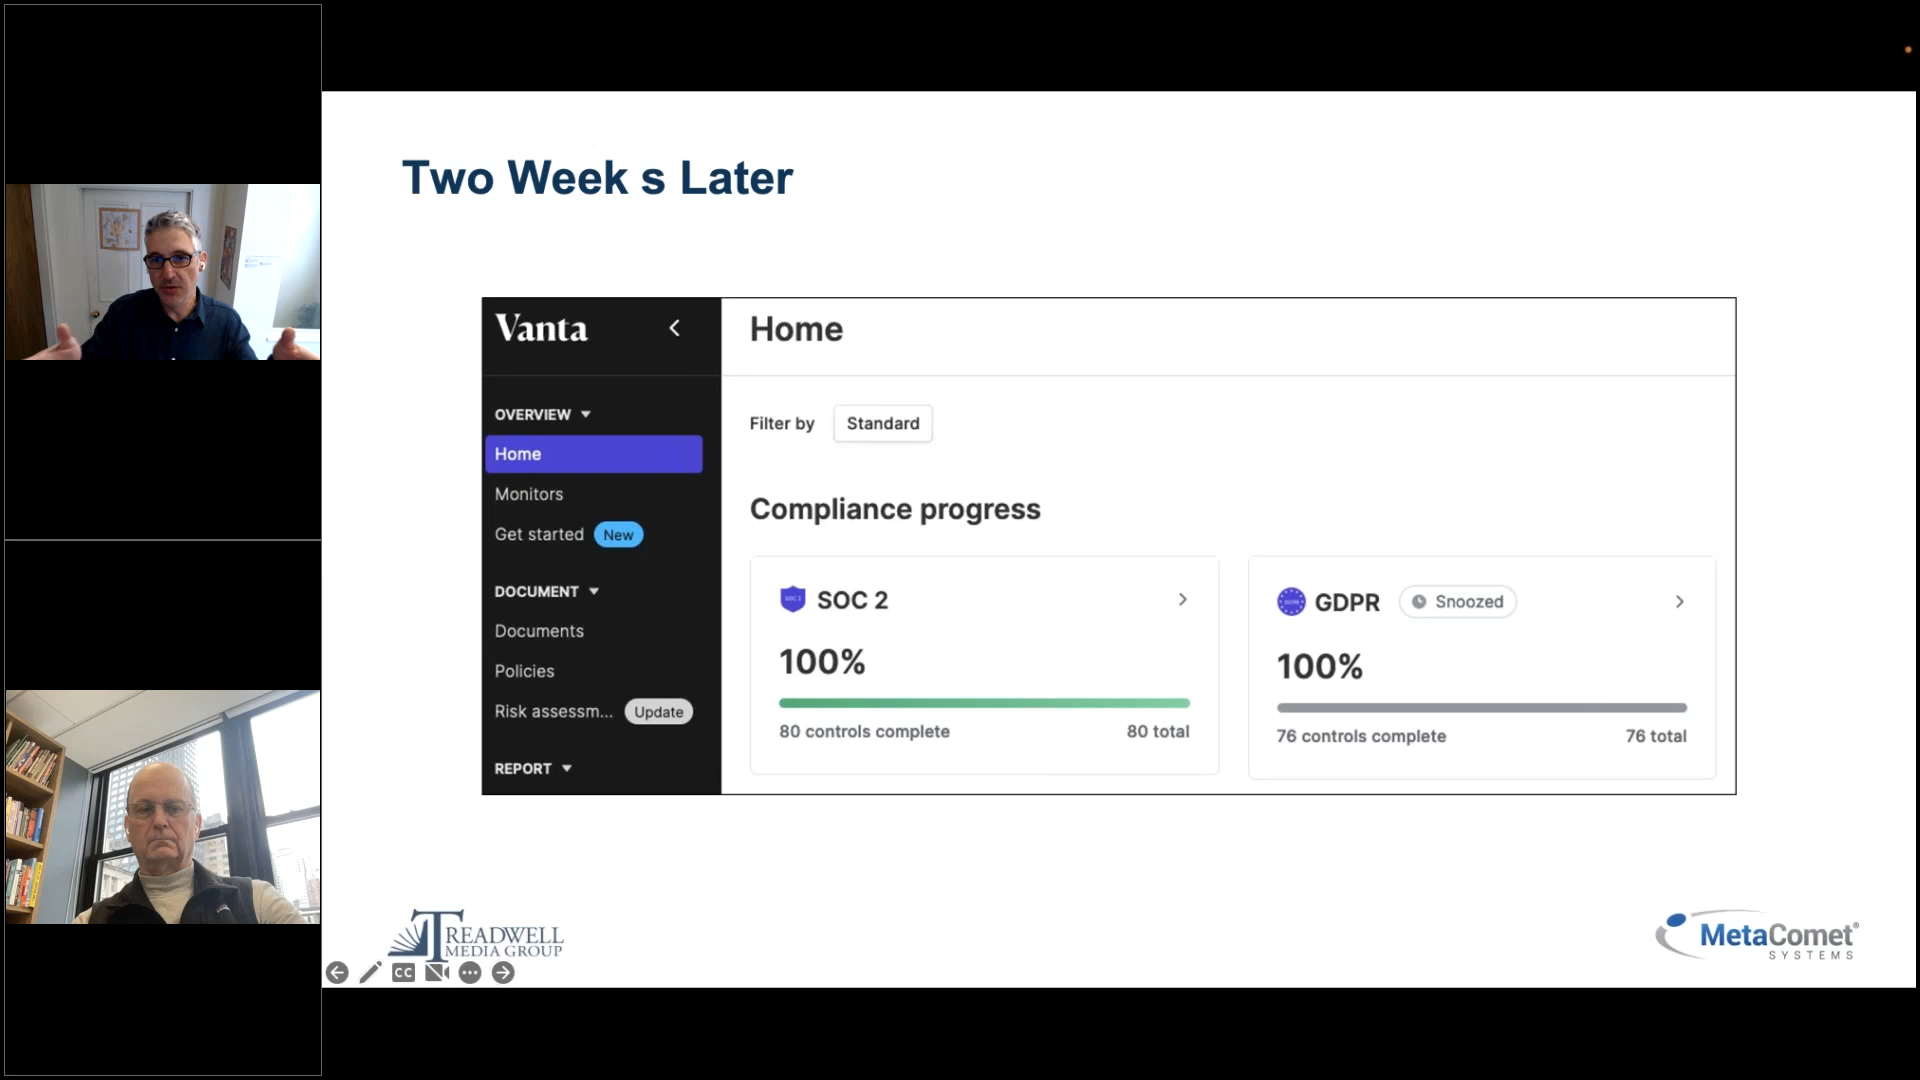 Two Week s Later
Vanta
Home
OVERVIEW
Home
Monitors
Get started New
DOCUMENT
Documents
Policies
Risk assessm... Update
REPORT
Filter by Standard
Compliance progress
SOC 2
100%
80 controls complete 80 total
GDPR Snoozed
100%
76 controls complete 76 total
TREADWELL
MEDIA GROUP
CC
MetaComet®
SYSTEMS